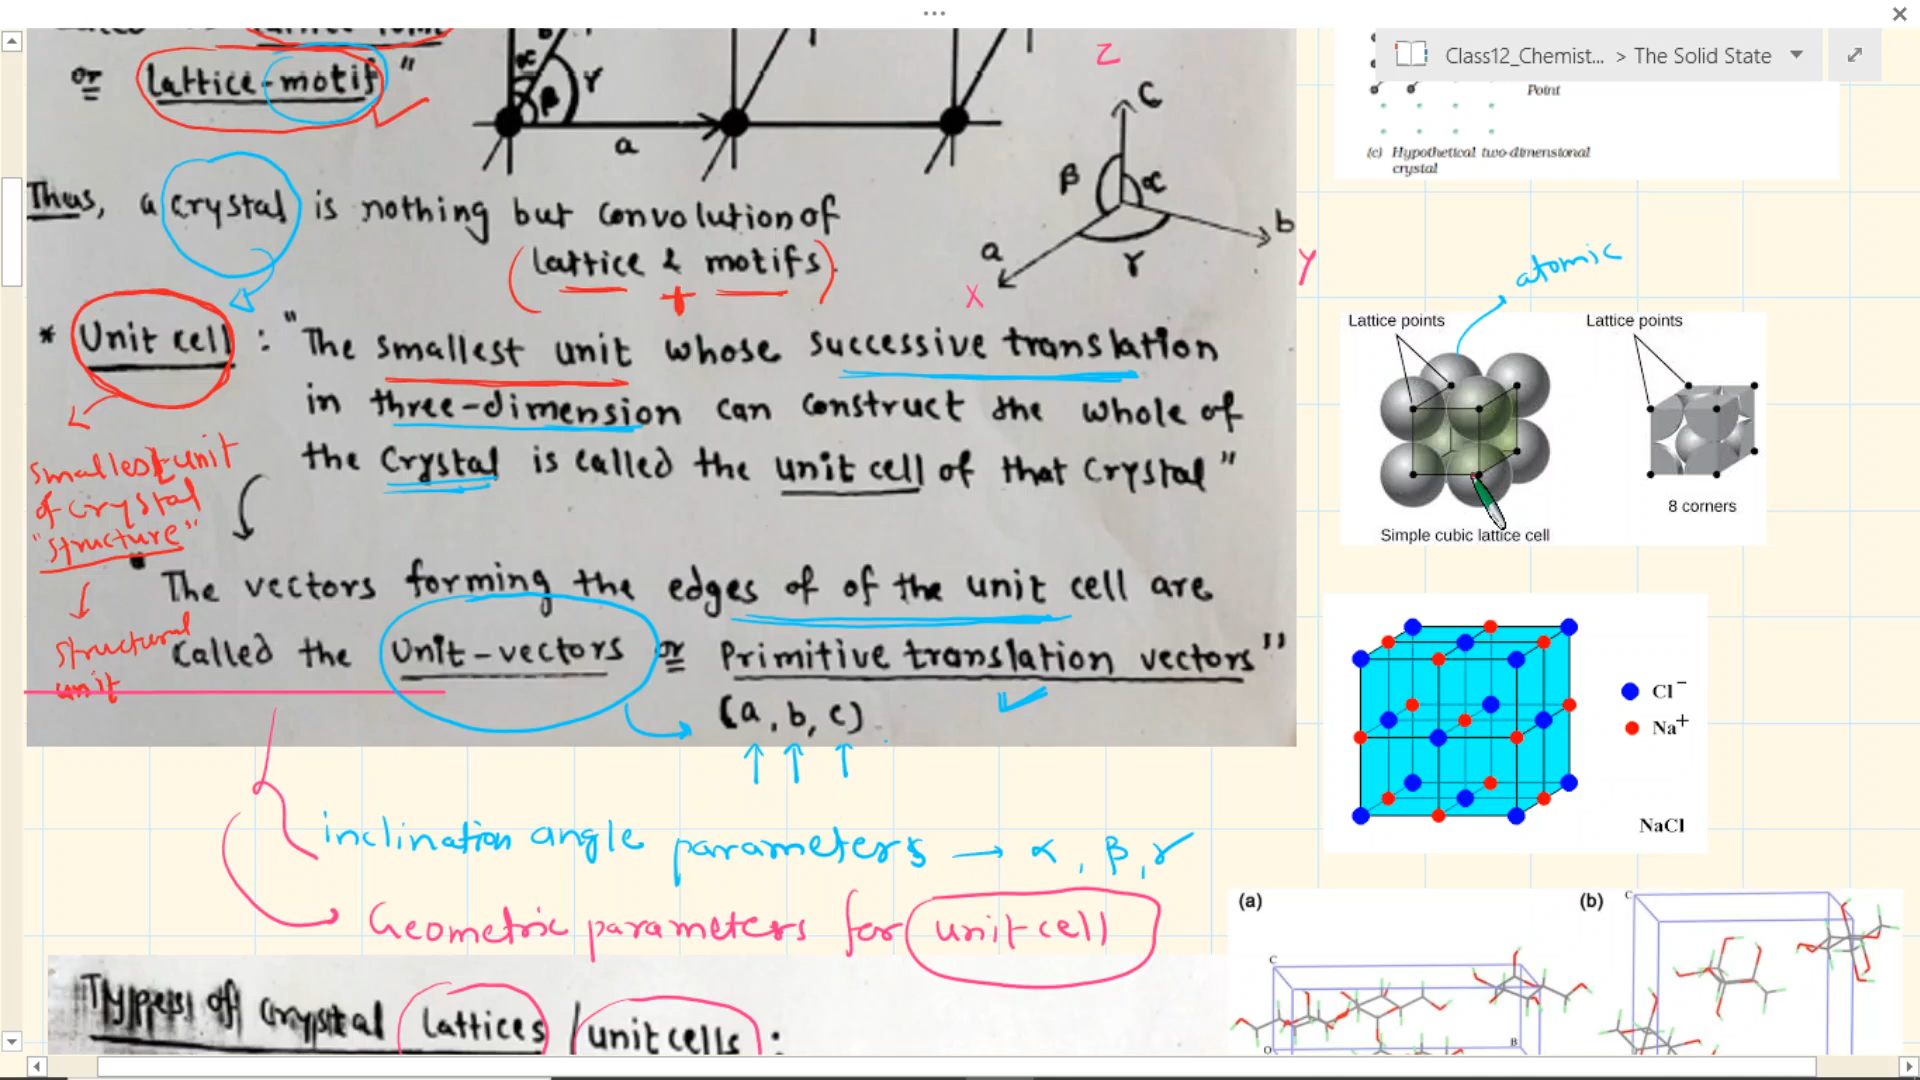 or lattice-motif"
α
β
γ
a
Thus, a crystal is nothing but convolution of
(lattice & motifs)
+
Z
C
β
α
a
b
γ
X
Y
* Unit cell : "The smallest unit whose successive translation
in three-dimension can construct the whole of
the crystal is called the unit cell of that crystal"
smallest unit
of crystal
"structure"
structural
unit
The vectors forming the edges of of the unit cell are
called the Unit-vectors or Primitive translation vectors"
(a, b, c)
inclination angle parameters → α, β, γ
Geometric parameters for unit cell
Types of crystal lattices / unit cells :
Class12_Chemist... > The Solid State
Point
(c) Hypothetical two-dimensional
crystal
atomic
Lattice points
Lattice points
8 corners
Simple cubic lattice cell
Cl⁻
Na⁺
NaCl
(a)
(b)
C
C
O
B